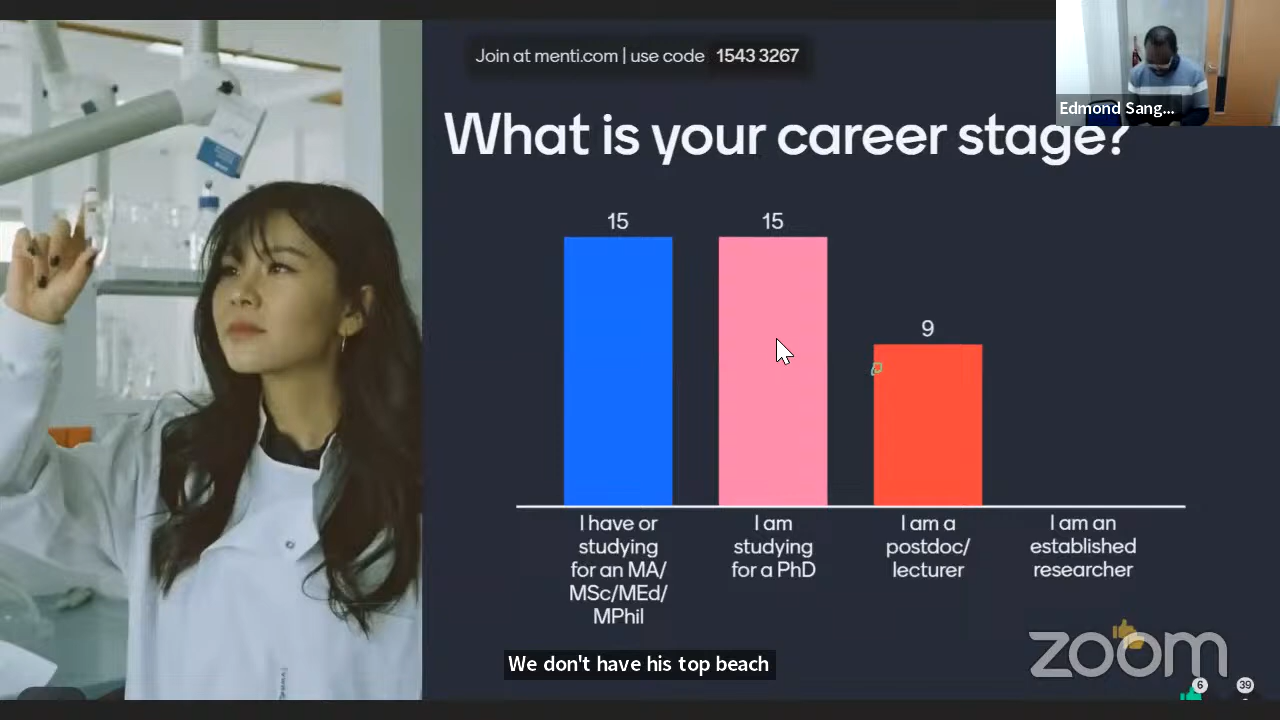 Join at menti.com | use code 1543 3267
Edmond Sang...
What is your career stage?
15
15
9
I have or
studying
for an MA/
MSc/MEd/
MPhil
I am
studying
for a PhD
I am a
postdoc/
lecturer
I am an
established
researcher
zoom
We don't have his top beach
6
39